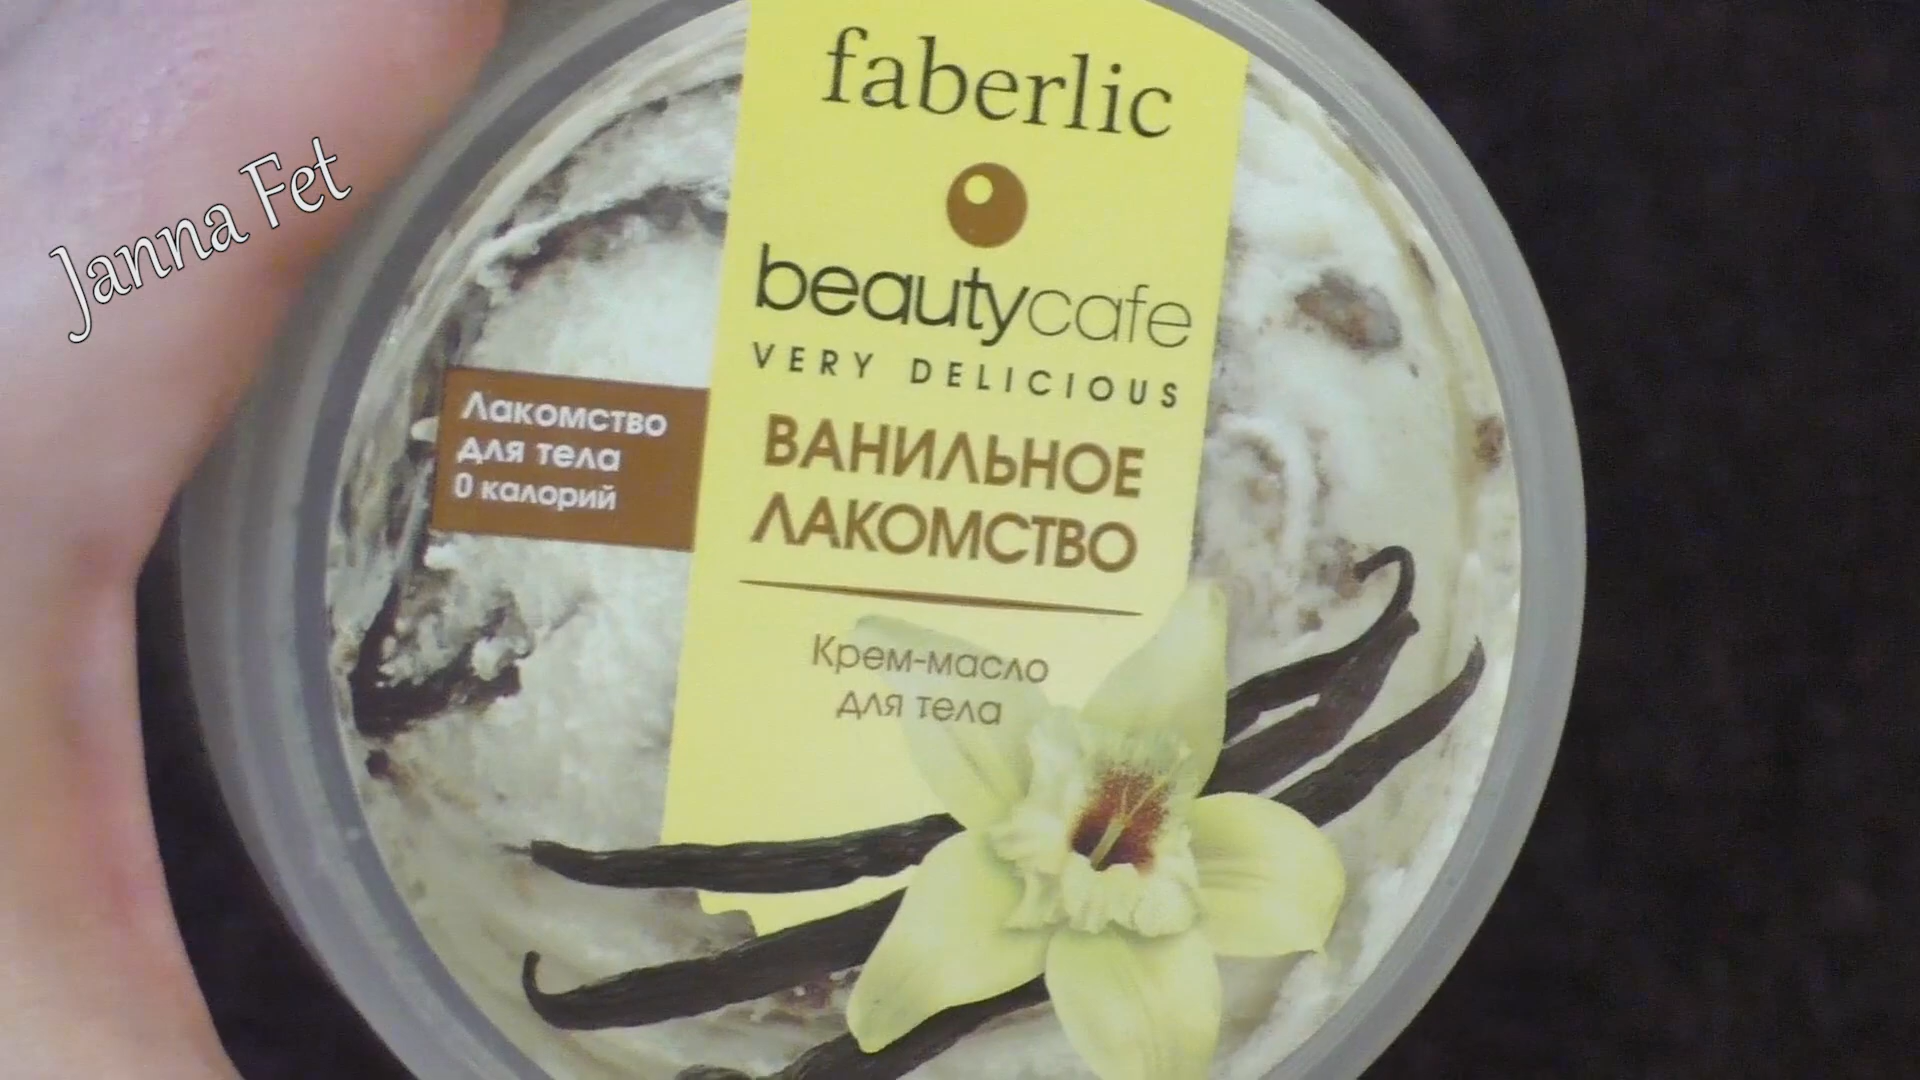 Janna Fet
faberlic
beautycafe
VERY DELICIOUS
ВАНИЛЬНОЕ
ЛАКОМСТВО
Лакомство
для тела
0 калорий
Крем-масло
для тела